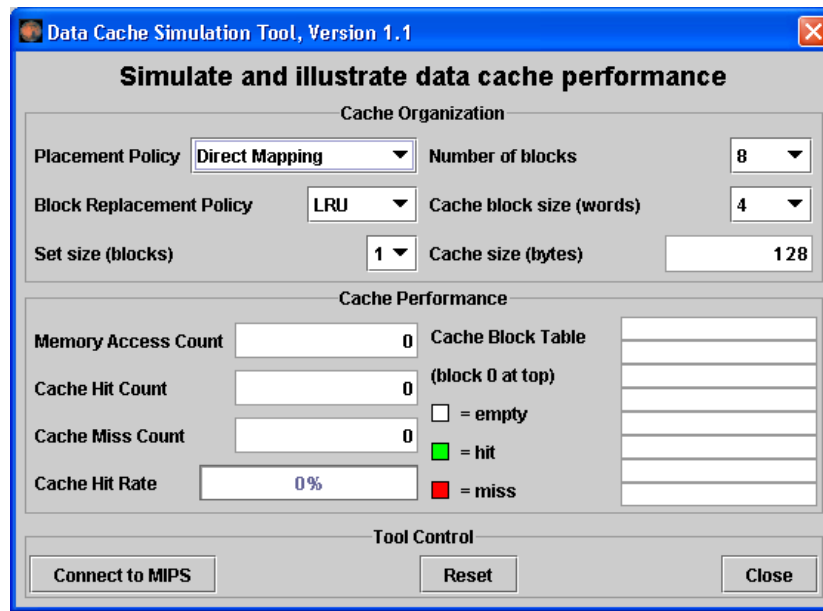 Data Cache Simulation Tool, Version 1.1
Simulate and illustrate data cache performance
Cache Organization
Placement Policy Direct Mapping Number of blocks 8
Block Replacement Policy LRU Cache block size (words) 4
Set size (blocks) 1 Cache size (bytes) 128
Cache Performance
Memory Access Count 0 Cache Block Table
(block 0 at top)
Cache Hit Count 0
= empty
Cache Miss Count 0
= hit
Cache Hit Rate 0%
= miss
Tool Control
Connect to MIPS Reset Close